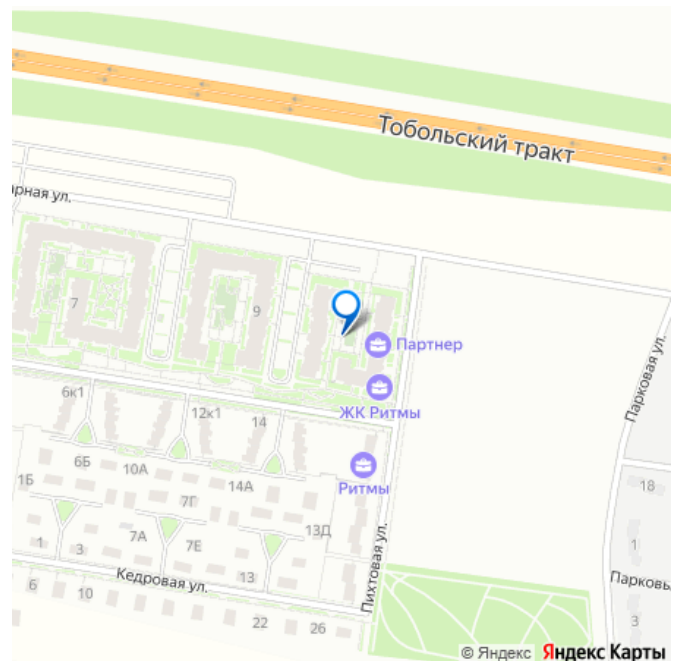 Тобольский тракт
арная ул.
7
9
Партнер
ЖК Ритмы
Парковая ул.
6к1
12к1
14
6Б
10А
14А
Ритмы
1Б
7Г
18
13Д
7А
7Е
1
3
13
1
Кедровая ул.
Пихтовая ул.
Парковы
6
10
22
26
3
© Яндекс Яндекс Карты